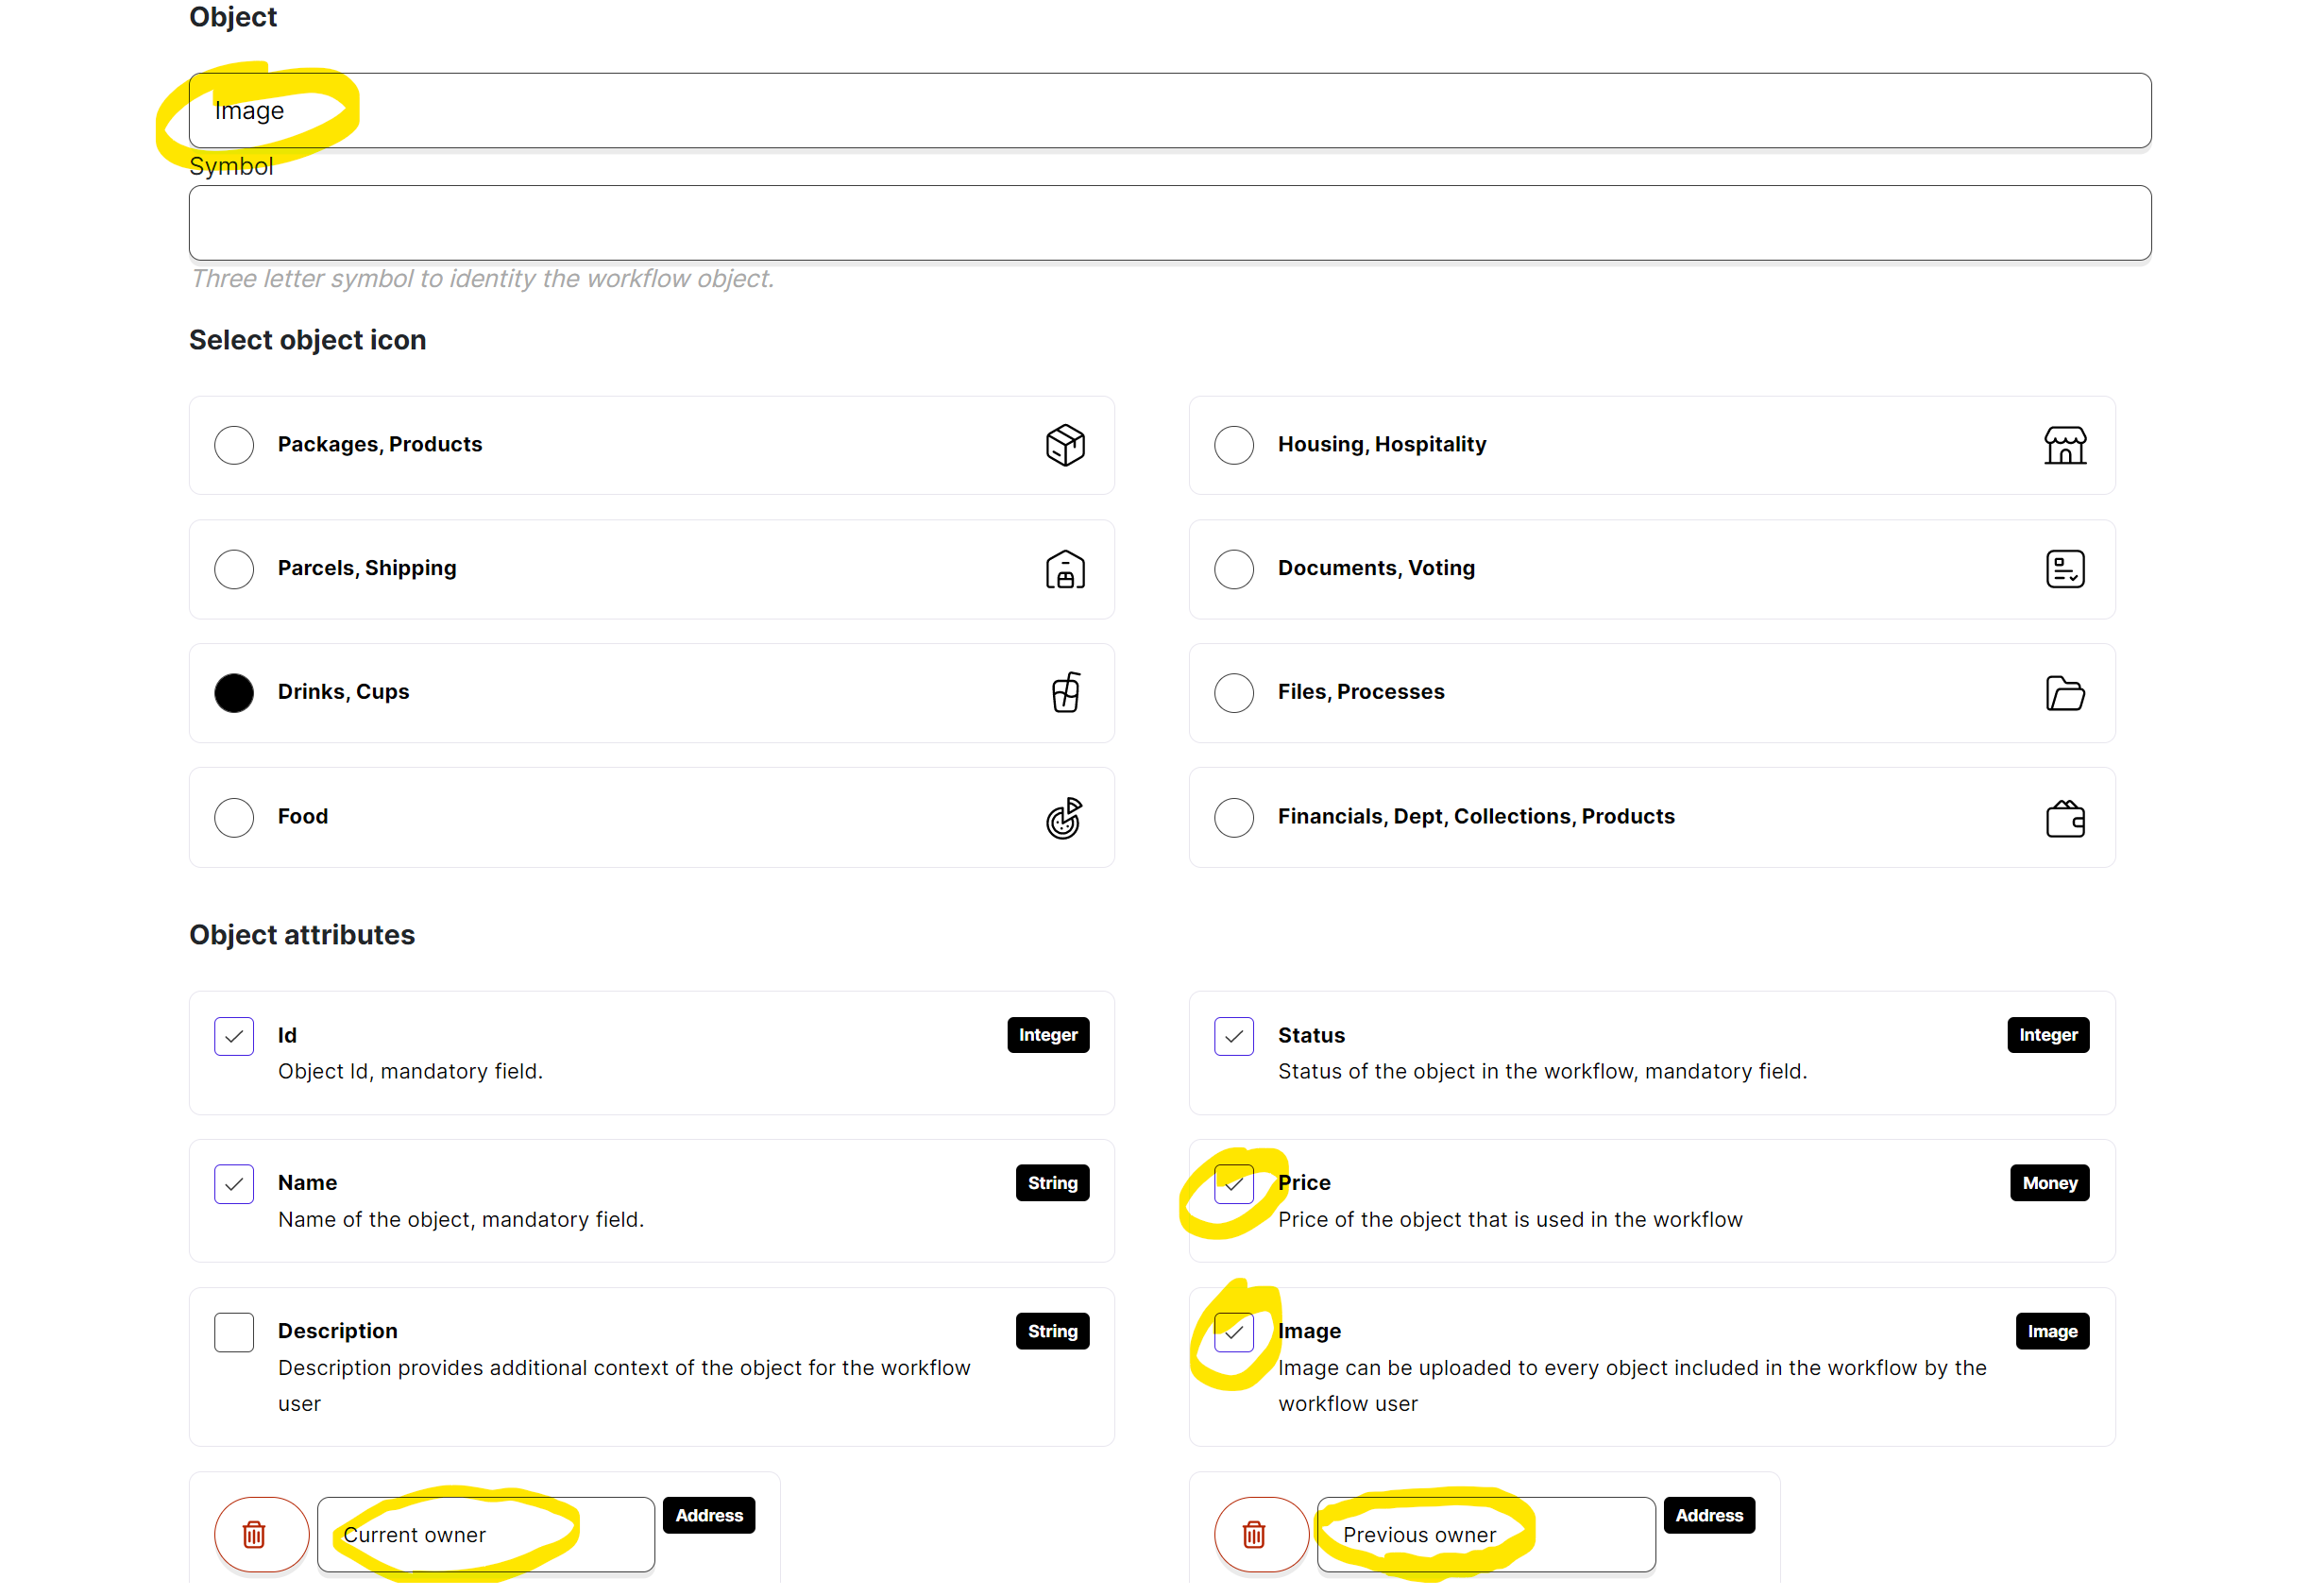 Object
Image
Symbol
Three letter symbol to identity the workflow object.
Select object icon
Packages, Products
Housing, Hospitality
Parcels, Shipping
Documents, Voting
Drinks, Cups
Files, Processes
Food
Financials, Dept, Collections, Products
Object attributes
Id
Integer
Object Id, mandatory field.
Status
Integer
Status of the object in the workflow, mandatory field.
Name
String
Name of the object, mandatory field.
Price
Money
Price of the object that is used in the workflow
Description
String
Description provides additional context of the object for the workflow
user
Image
Image
Image can be uploaded to every object included in the workflow by the
workflow user
Current owner
Address
Previous owner
Address